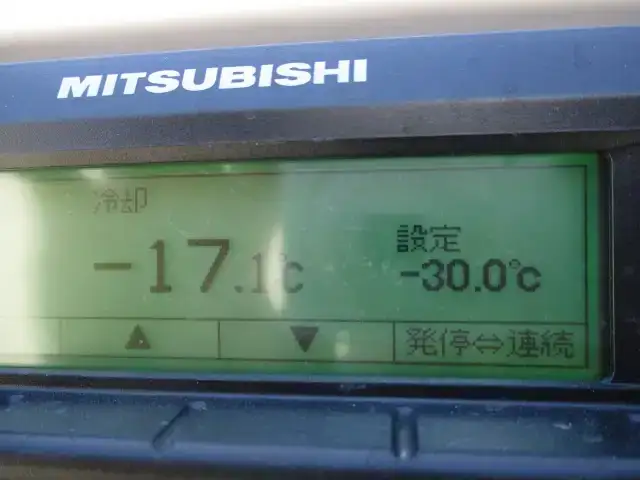 MITSUBISHI
冷却
設定
-17.1℃
-30.0℃
▲ ▼ 発停⇔連続